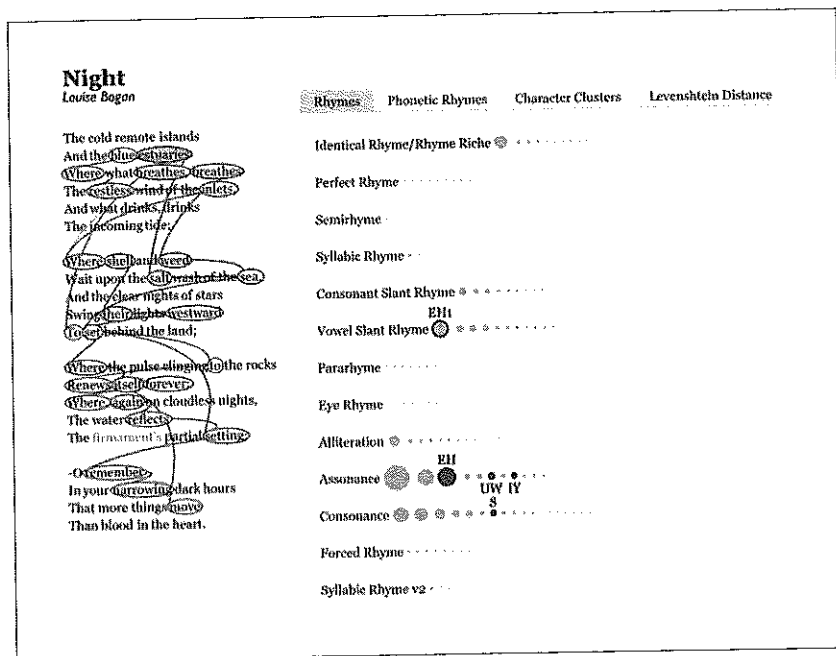 Night
Louise Bogan
The cold remote islands
And the blue estuaries
Where what breathes, breathes
The restless wind of the inlets,
And what drinks, drinks
The incoming tide;
Where shell and weed
Wait upon the salt wash of the sea,
And the clear nights of stars
Swing their lights westward
To set behind the land;
Where the pulse clinging to the rocks
Renews itself forever;
Where, again on cloudless nights,
The water reflects
The firmament's partial setting;
-O remember
In your narrowing dark hours
That more things move
Than blood in the heart.
Rhymes Phonetic Rhymes Character Clusters Levenshtein Distance
Identical Rhyme/Rhyme Riche
Perfect Rhyme
Semirhyme
Syllabic Rhyme
Consonant Slant Rhyme
EH1
Vowel Slant Rhyme
Pararhyme
Eye Rhyme
Alliteration
EH
Assonance
UW IY
S
Consonance
Forced Rhyme
Syllabic Rhyme v2